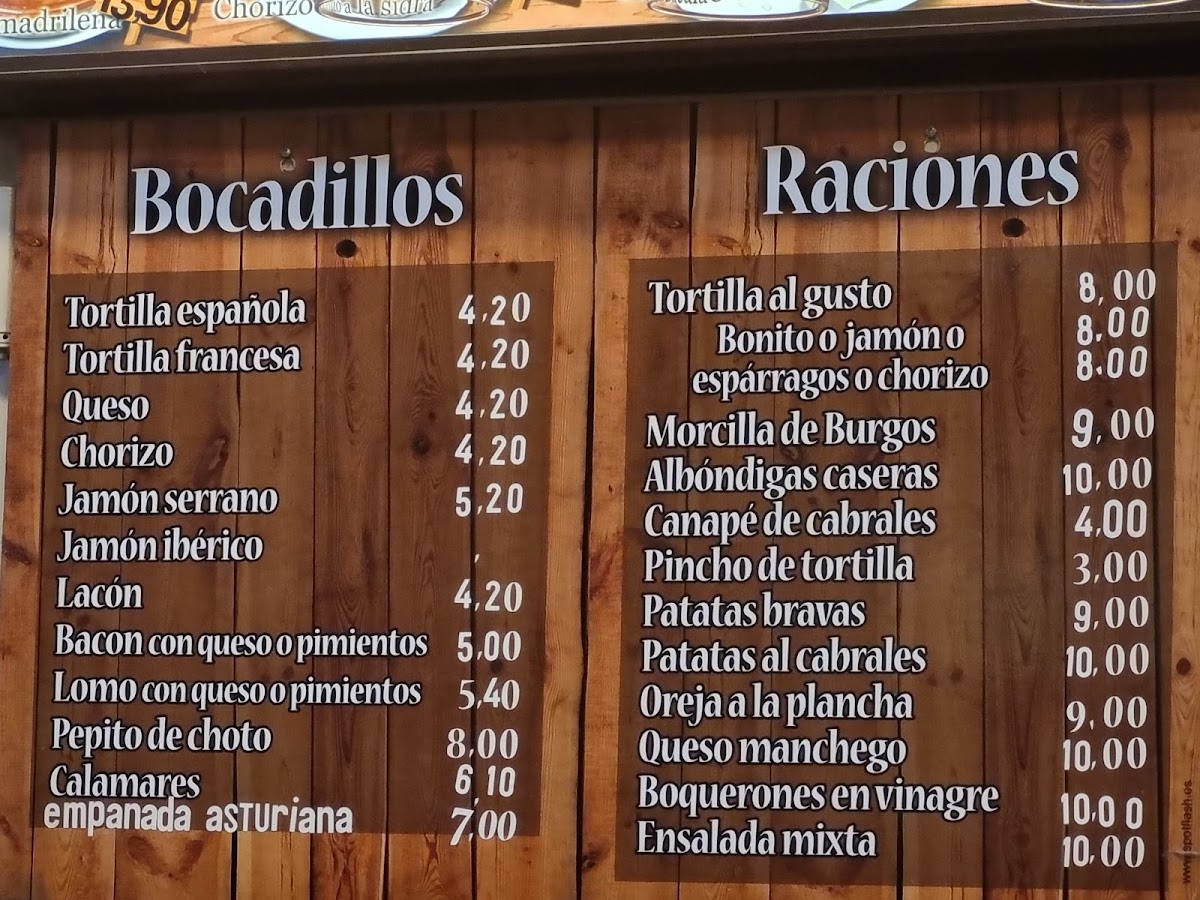 madrileña 13,90 Chorizo a la sidra
Bocadillos
Tortilla española 4,20
Tortilla francesa 4,20
Queso 4,20
Chorizo 4,20
Jamón serrano 5,20
Jamón ibérico ,
Lacón 4,20
Bacon con queso o pimientos 5,00
Lomo con queso o pimientos 5,40
Pepito de choto 8,00
Calamares 6,10
empanada asturiana 7,00
Raciones
Tortilla al gusto 8,00
Bonito o jamón o 8,00
espárragos o chorizo 8,00
Morcilla de Burgos 9,00
Albóndigas caseras 10,00
Canapé de cabrales 4,00
Pincho de tortilla 3,00
Patatas bravas 9,00
Patatas al cabrales 10,00
Oreja a la plancha 9,00
Queso manchego 10,00
Boquerones en vinagre 10,00
Ensalada mixta 10,00